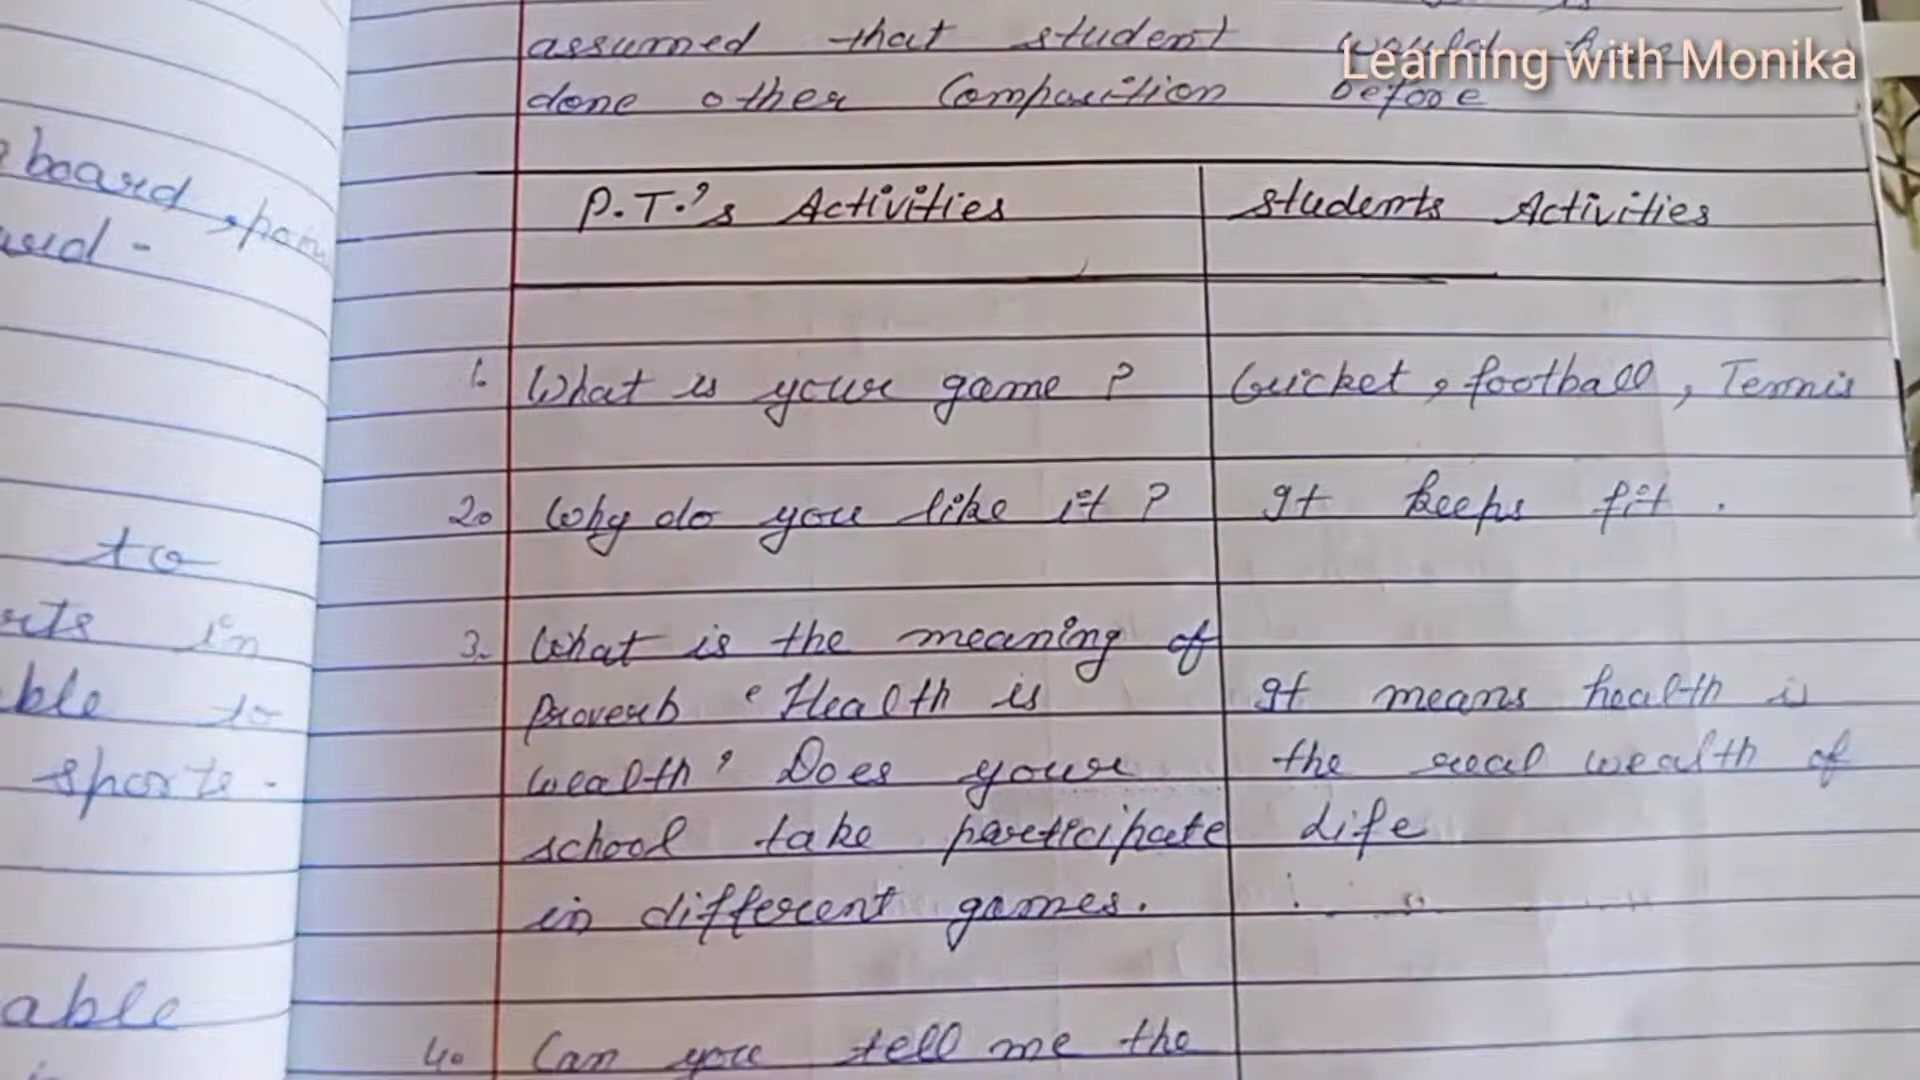 assumed that student would have
Learning with Monika
done other Composition before
board
to
in
ble to
sports.
able
P.T.'s Activities
Students Activities
1. What is your game ?
Cricket, football, Tennis
2. Why do you like it ?
It keeps fit .
3. What is the meaning of
Proverb 'Health is
wealth' Does your
school take participate
in different games.
It means health is
the real wealth of
Life
4. Can you tell me the